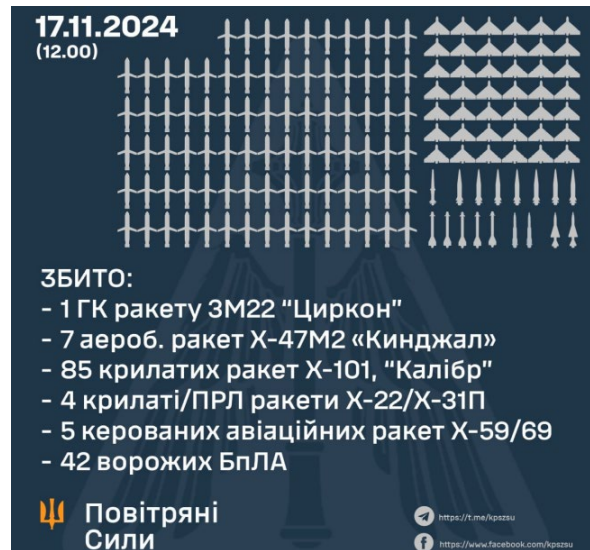 17.11.2024
(12.00)
ЗБИТО:
- 1 ГК ракету 3М22 “Циркон”
- 7 аероб. ракет Х-47М2 «Кинджал»
- 85 крилатих ракет Х-101, “Калібр”
- 4 крилаті/ПРЛ ракети Х-22/Х-31П
- 5 керованих авіаційних ракет Х-59/69
- 42 ворожих БпЛА
Повітряні
Сили
https://t.me/kpszsu
https://www.facebook.com/kpszsu